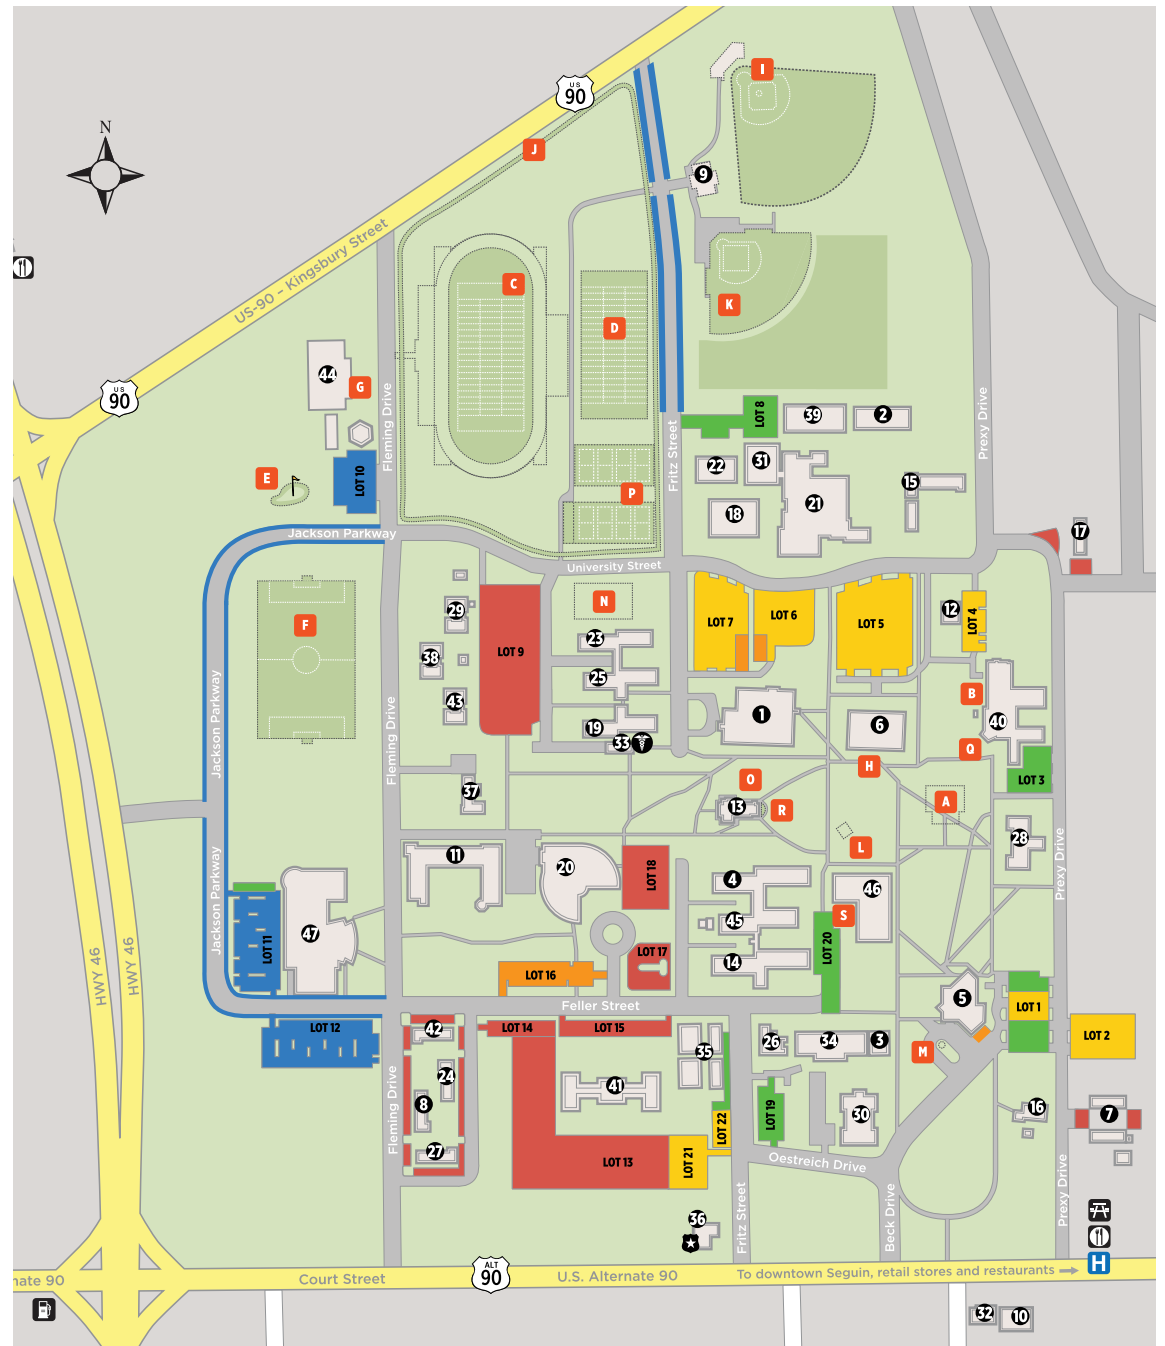 I
US
90
J
N
9
US-90 – Kingsbury Street
C
K
D
44
G
US
90
Fleming Drive
Prexy Drive
LOT 8
39
2
Fritz Street
22
31
E
LOT 10
15
P
21
18
Jackson Parkway
17
University Street
29
N
12
LOT 4
F
LOT 7
LOT 6
LOT 5
23
LOT 9
38
25
B
43
Jackson Parkway
Fleming Drive
19
1
6
40
33
Q
H
O
LOT 3
37
13
R
A
28
L
11
20
LOT 18
4
46
Prexy Drive
Jackson Parkway
45
S
47
LOT 11
LOT 17
LOT 20
HWY 46
HWY 46
14
LOT 16
5
Feller Street
LOT 1
LOT 12
42
LOT 14
LOT 15
LOT 2
26
34
3
35
M
24
41
8
Fleming Drive
LOT 19
30
16
7
LOT 22
27
LOT 13
LOT 21
Oestreich Drive
Fritz Street
Beck Drive
Prexy Drive
36
H
ALT
90
nate 90
Court Street
U.S. Alternate 90
To downtown Seguin, retail stores and restaurants
32
10